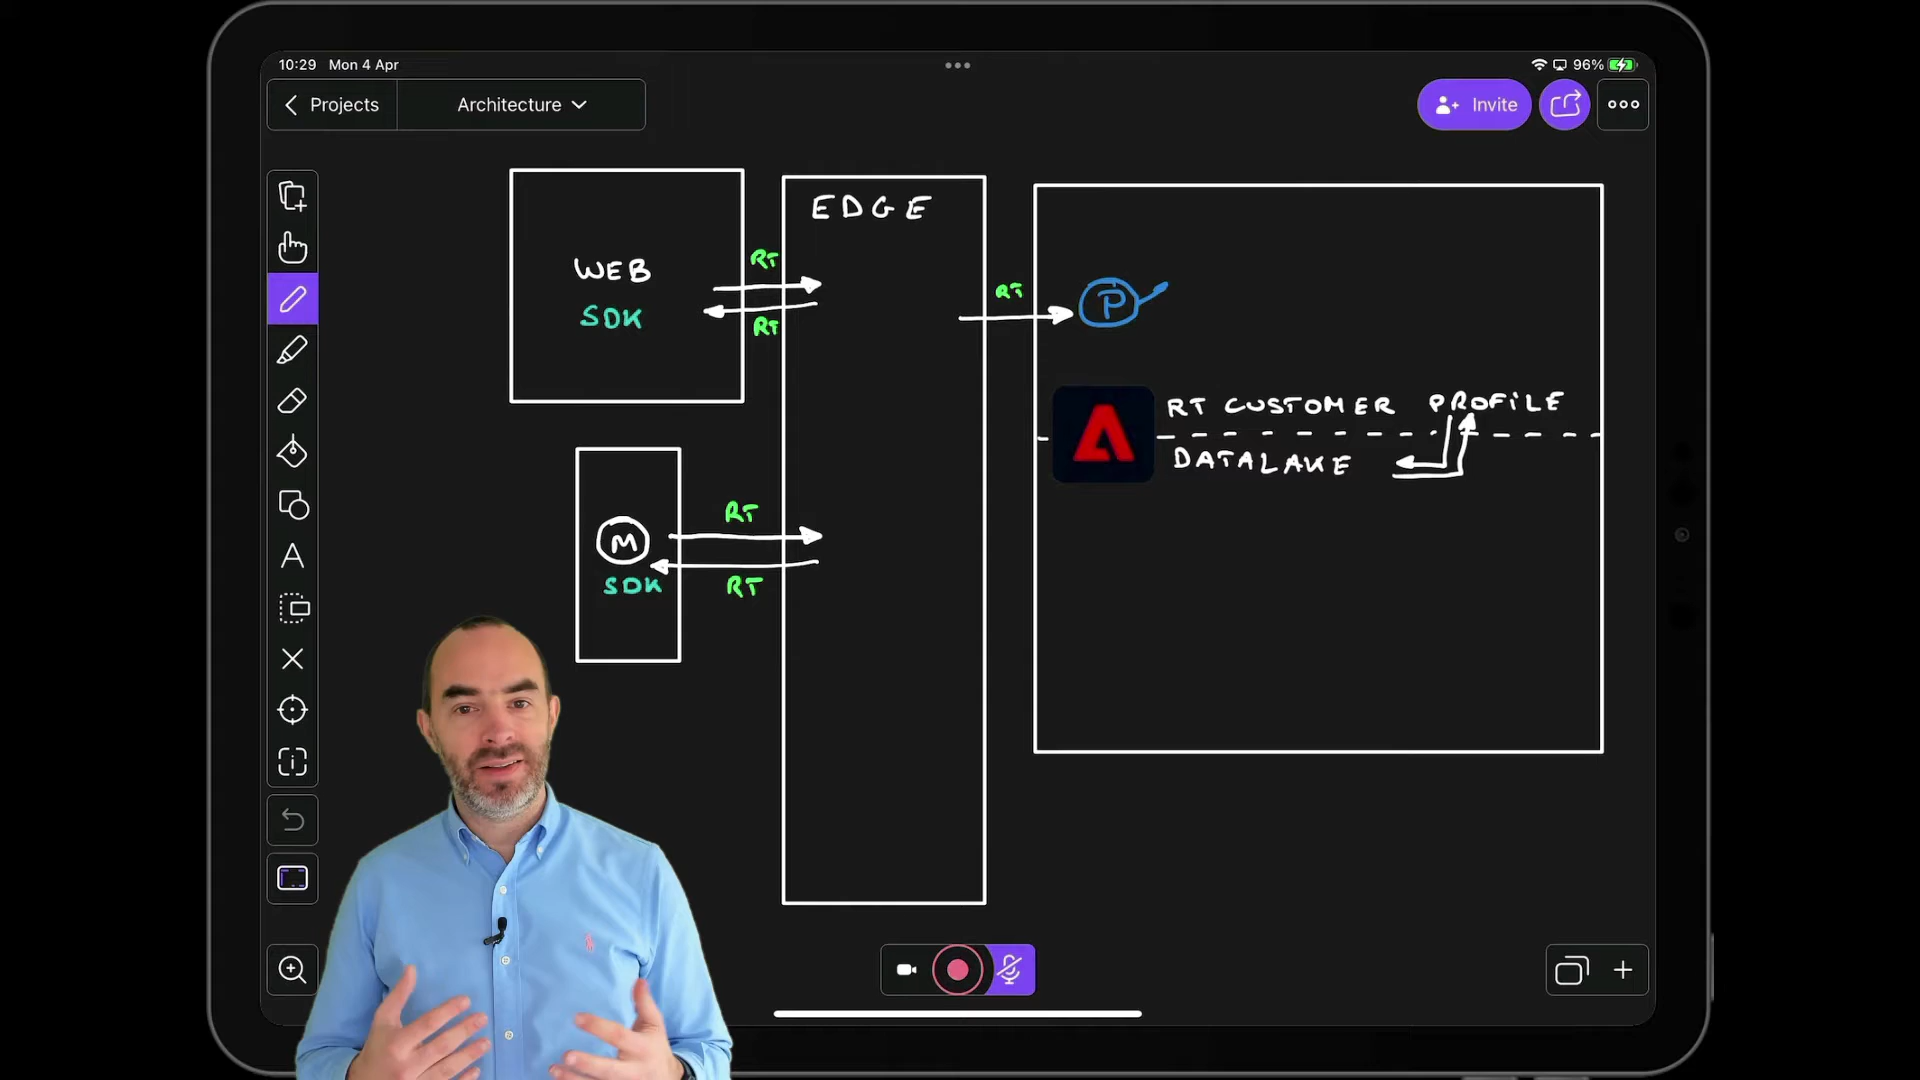 10:29 Mon 4 Apr
96%
Projects
Architecture
Invite
EDGE
WEB
SDK
RT
RT
RT
P
RT CUSTOMER PROFILE
DATALAKE
M
SDK
RT
RT
A